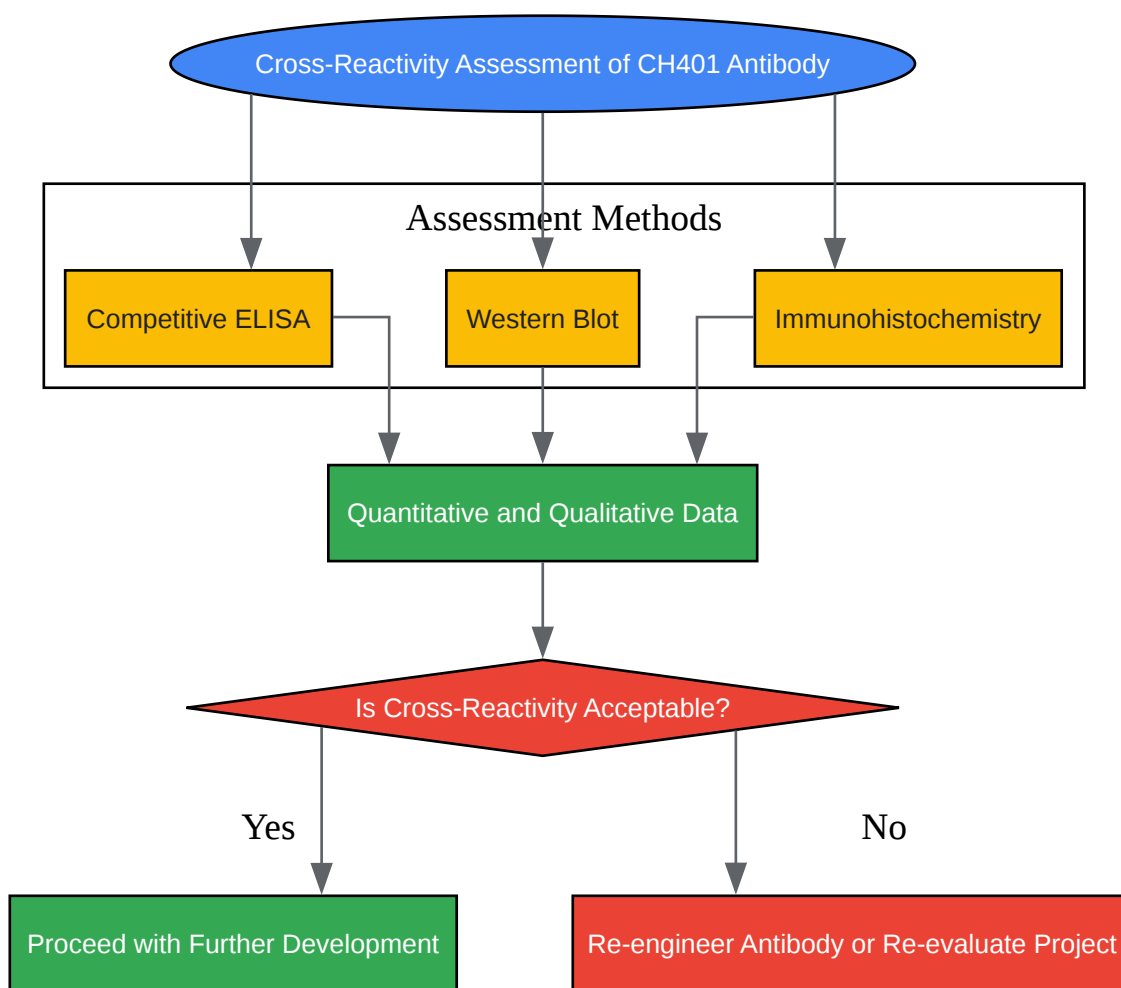 Cross-Reactivity Assessment of CH401 Antibody
Assessment Methods
Competitive ELISA
Western Blot
Immunohistochemistry
Quantitative and Qualitative Data
Is Cross-Reactivity Acceptable?
Yes
No
Proceed with Further Development
Re-engineer Antibody or Re-evaluate Project